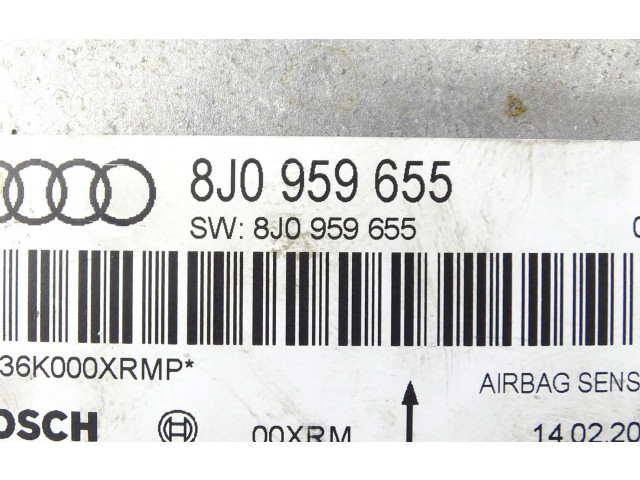 8J0 959 655
SW: 8J0 959 655
36K000XRMP*
AIRBAG SENS
OSCH
00XRM
14.02.20